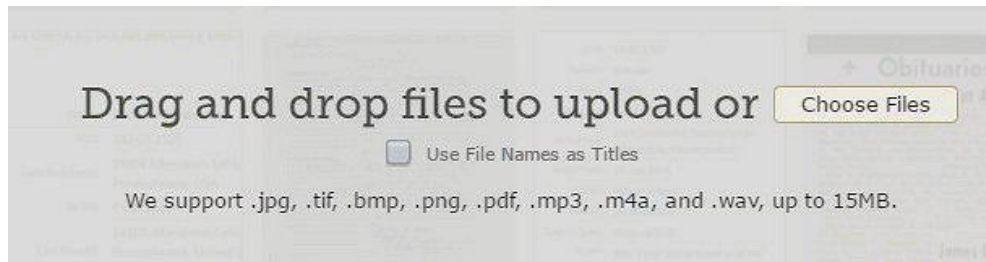 Obituaries
Drag and drop files to upload or Choose Files
Use File Names as Titles
We support .jpg, .tif, .bmp, .png, .pdf, .mp3, .m4a, and .wav, up to 15MB.